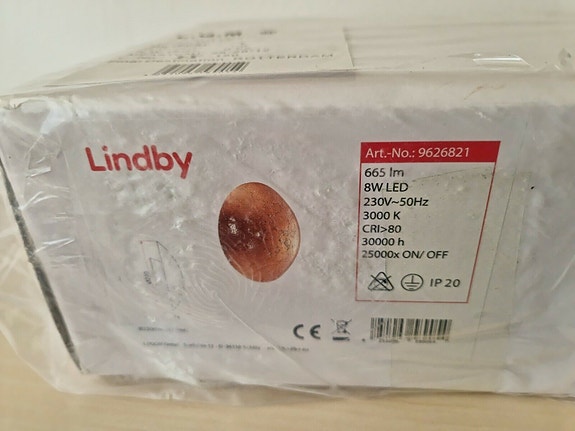 Lindby
Art.-No.: 9626821
665 lm
8W LED
230V~50Hz
3000 K
CRI>80
30000 h
25000x ON/ OFF
IP 20
CE